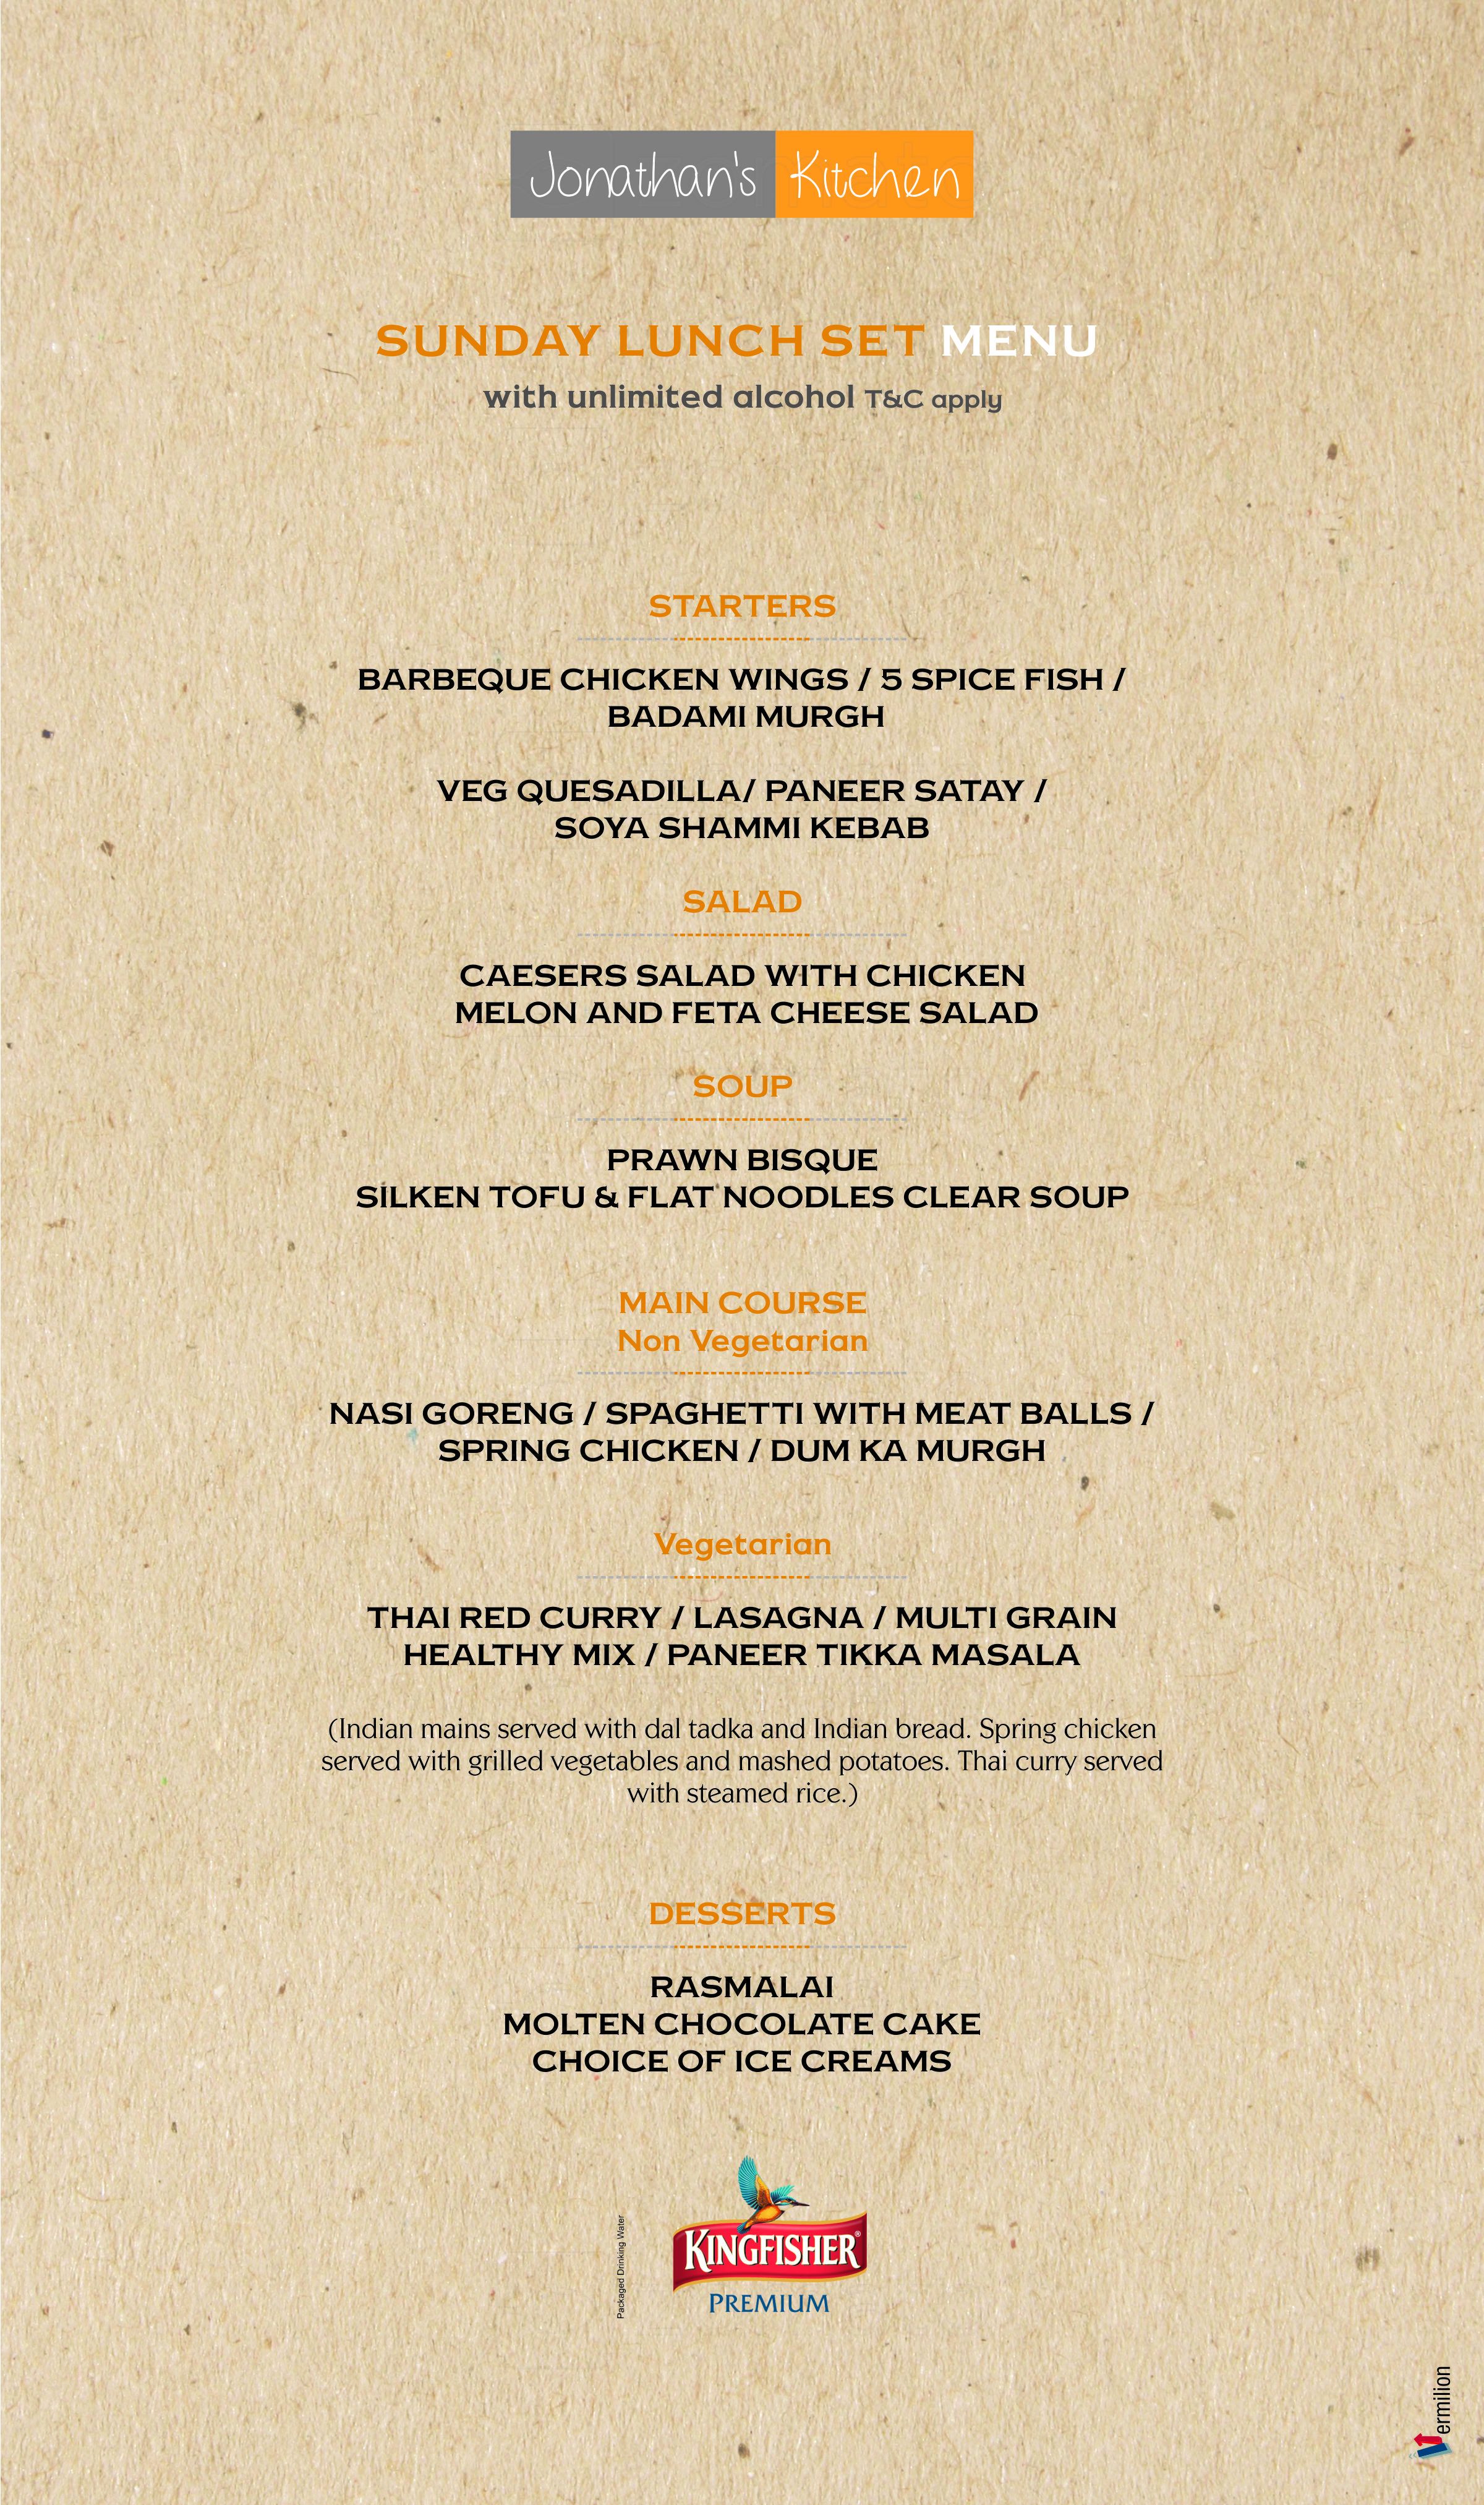 Jonathan's Kitchen
SUNDAY LUNCH SET MENU
with unlimited alcohol T&C apply
STARTERS
BARBEQUE CHICKEN WINGS / 5 SPICE FISH /
BADAMI MURGH
VEG QUESADILLA/ PANEER SATAY /
SOYA SHAMMI KEBAB
SALAD
CAESERS SALAD WITH CHICKEN
MELON AND FETA CHEESE SALAD
SOUP
PRAWN BISQUE
SILKEN TOFU & FLAT NOODLES CLEAR SOUP
MAIN COURSE
Non Vegetarian
NASI GORENG / SPAGHETTI WITH MEAT BALLS /
SPRING CHICKEN / DUM KA MURGH
Vegetarian
THAI RED CURRY / LASAGNA / MULTI GRAIN
HEALTHY MIX / PANEER TIKKA MASALA
(Indian mains served with dal tadka and Indian bread. Spring chicken
served with grilled vegetables and mashed potatoes. Thai curry served
with steamed rice.)
DESSERTS
RASMALAI
MOLTEN CHOCOLATE CAKE
CHOICE OF ICE CREAMS
Packaged Drinking Water
KINGFISHER®
PREMIUM
Vermilion